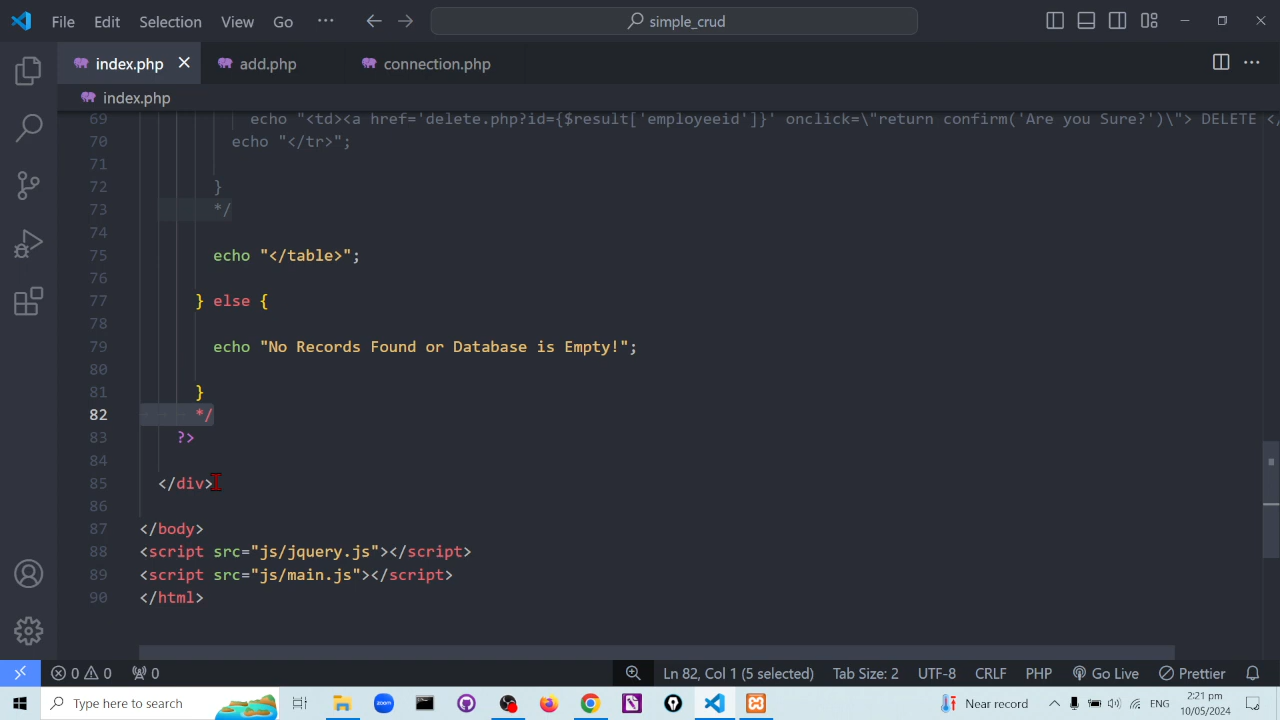 File Edit Selection View Go ··· simple_crud
index.php add.php connection.php
index.php
69 echo "<td><a href='delete.php?id={$result['employeeid']}' onclick=\"return confirm('Are you Sure?')\"> DELETE </
70 echo "</tr>";
71
72 }
73 */
74
75 echo "</table>";
76
77 } else {
78
79 echo "No Records Found or Database is Empty!";
80
81 }
82 */
83 ?>
84
85 </div>
86
87 </body>
88 <script src="js/jquery.js"></script>
89 <script src="js/main.js"></script>
90 </html>
0 0 0 Ln 82, Col 1 (5 selected) Tab Size: 2 UTF-8 CRLF PHP Go Live Prettier
Type here to search zoom Near record ENG 2:21 pm
10/05/2024